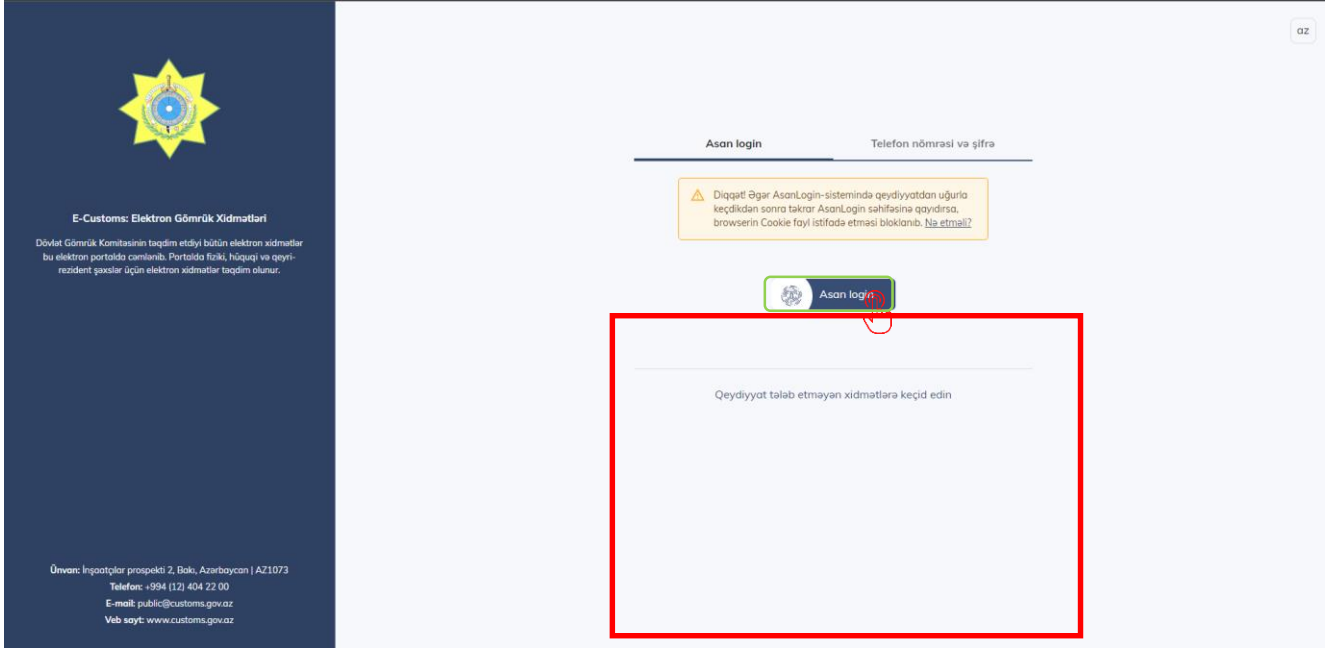 az
Asan login
Telefon nömrəsi və şifrə
Diqqət! Əgər AsanLogin-sistemində qeydiyyatdan uğurla
keçdikdən sonra təkrar AsanLogin səhifəsinə qayıdırsa,
browserin Cookie fayl istifadə etməsi bloklanıb. Nə etməli?
Asan login
Qeydiyyat tələb etməyən xidmətlərə keçid edin
E-Customs: Elektron Gömrük Xidmətləri
Dövlət Gömrük Komitəsinin təqdim etdiyi bütün elektron xidmətlər
bu elektron portalda cəmlənib. Portalda fiziki, hüquqi və qeyri-
rezident şəxslər üçün elektron xidmətlər təqdim olunur.
Ünvan: İnşaatçılar prospekti 2, Bakı, Azərbaycan | AZ1073
Telefon: +994 (12) 404 22 00
E-mail: public@customs.gov.az
Veb sayt: www.customs.gov.az